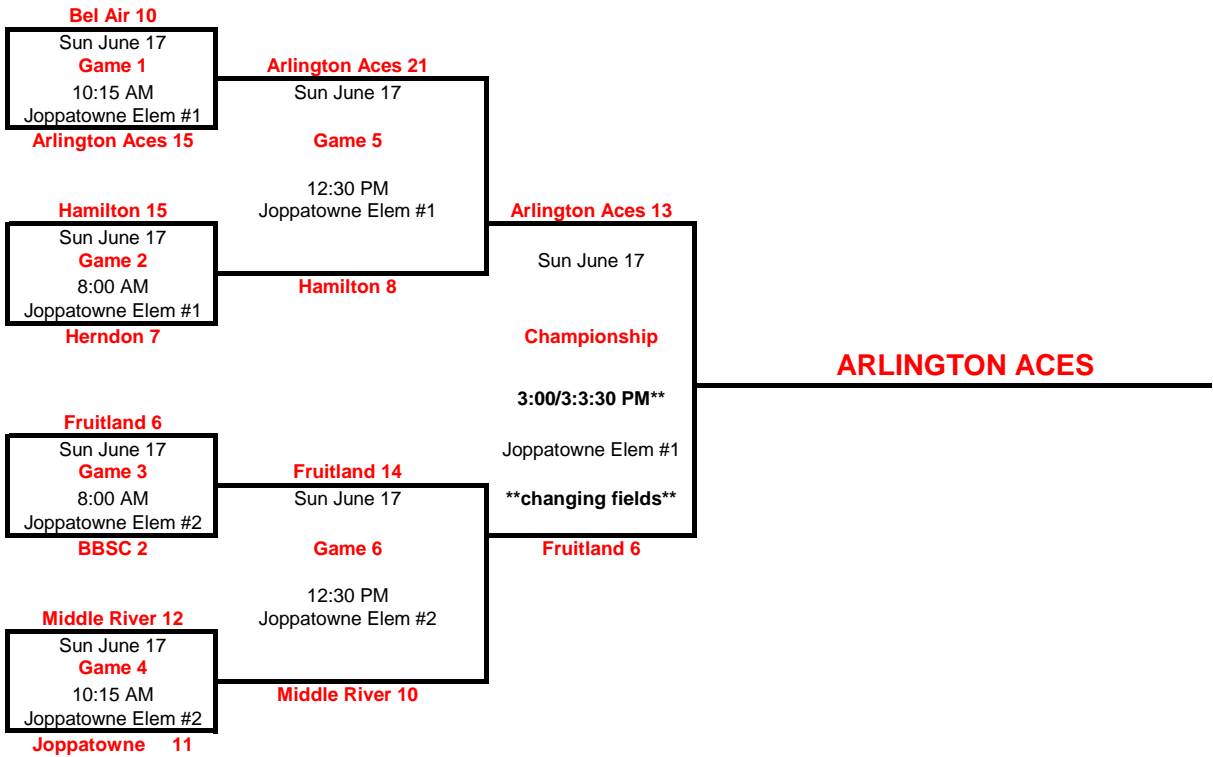 Bel Air 10
Sun June 17
Game 1
10:15 AM
Joppatowne Elem #1
Arlington Aces 15
Hamilton 15
Sun June 17
Game 2
8:00 AM
Joppatowne Elem #1
Herndon 7
Fruitland 6
Sun June 17
Game 3
8:00 AM
Joppatowne Elem #2
BBSC 2
Middle River 12
Sun June 17
Game 4
10:15 AM
Joppatowne Elem #2
Joppatowne 11
Arlington Aces 21
Sun June 17
Game 5
12:30 PM
Joppatowne Elem #1
Hamilton 8
Fruitland 14
Sun June 17
Game 6
12:30 PM
Joppatowne Elem #2
Middle River 10
Arlington Aces 13
Sun June 17
Championship
3:00/3:3:30 PM**
Joppatowne Elem #1
**changing fields**
Fruitland 6
ARLINGTON ACES